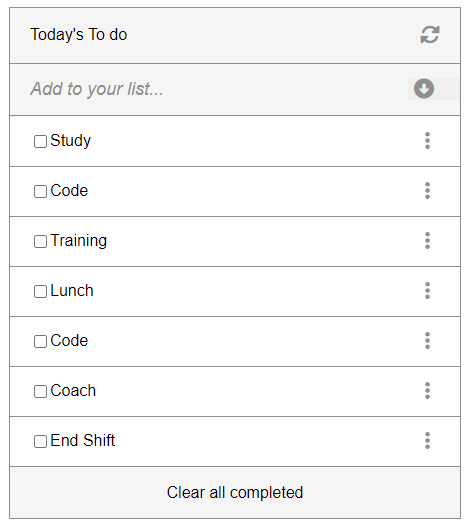 Today's To do
Add to your list...
Study
Code
Training
Lunch
Code
Coach
End Shift
Clear all completed